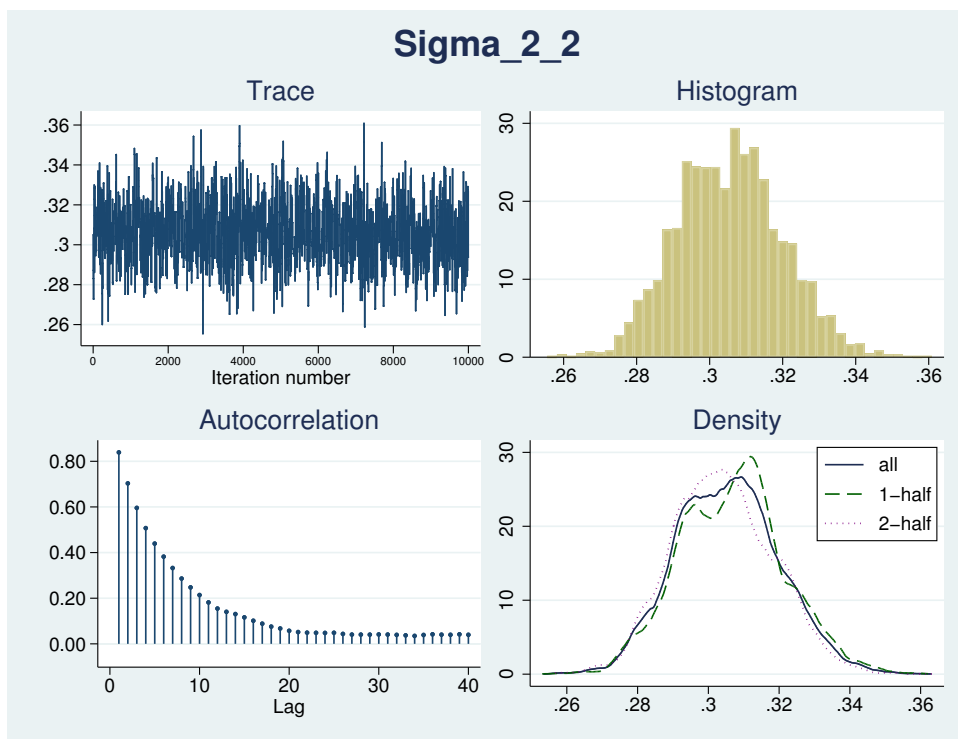 Sigma_2_2
Trace
.36
.34
.32
.3
.28
.26
0 2000 4000 6000 8000 10000
Iteration number
Histogram
30
20
10
0
.26 .28 .3 .32 .34 .36
Autocorrelation
0.80
0.60
0.40
0.20
0.00
0 10 20 30 40
Lag
Density
30
20
10
0
.26 .28 .3 .32 .34 .36
all
1−half
2−half